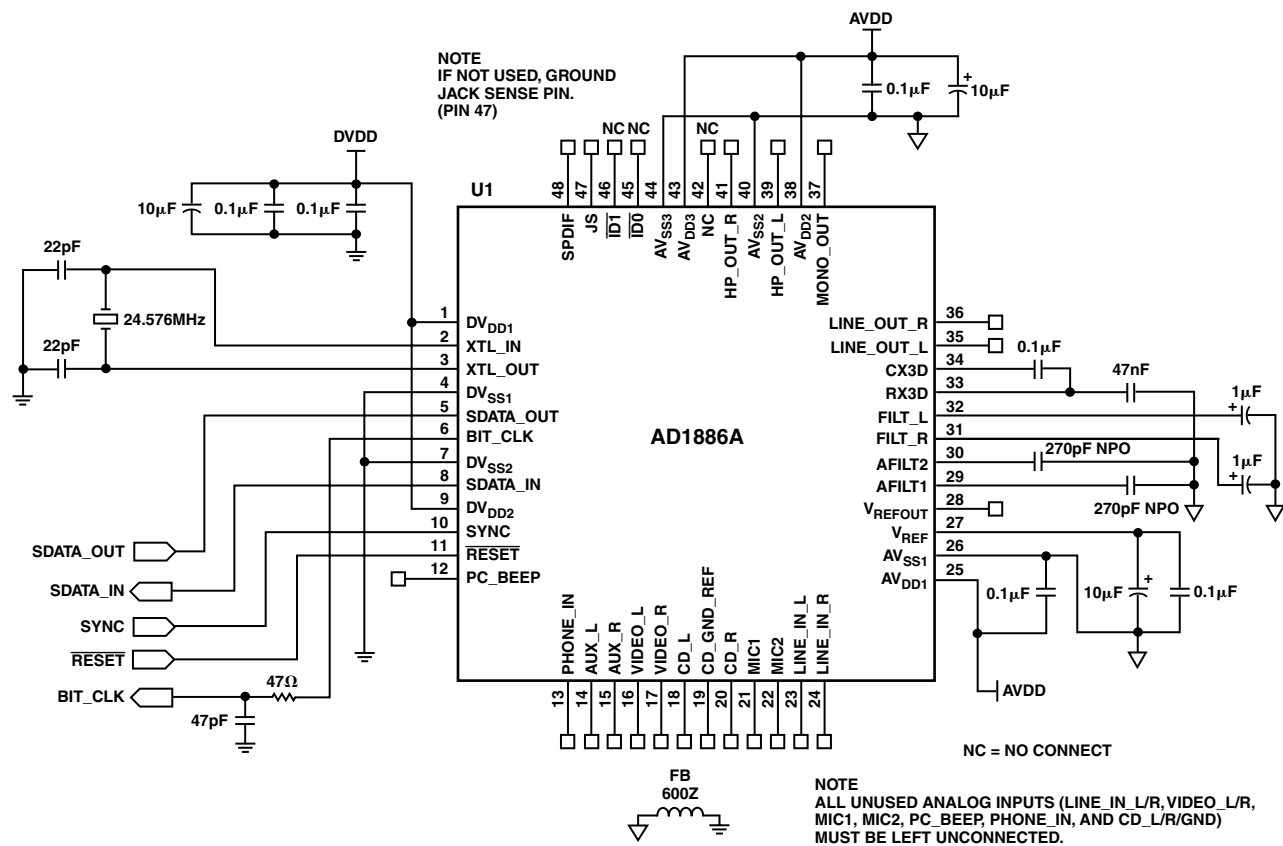 AVDD
NOTE
IF NOT USED, GROUND
JACK SENSE PIN.
(PIN 47)
0.1μF
+
10μF
NC NC
NC
DVDD
10μF
0.1μF
0.1μF
U1
48
47
46
45
44
43
42
41
40
39
38
37
SPDIF
JS
ID1
ID0
AVSS3
AVDD3
NC
HP_OUT_R
AVSS2
HP_OUT_L
AVDD2
MONO_OUT
22pF
24.576MHz
22pF
1 DVDD1
2 XTL_IN
3 XTL_OUT
4 DVSS1
5 SDATA_OUT
6 BIT_CLK
7 DVSS2
8 SDATA_IN
9 DVDD2
10 SYNC
11 RESET
12 PC_BEEP
AD1886A
LINE_OUT_R 36
LINE_OUT_L 35
CX3D 34
RX3D 33
FILT_L 32
FILT_R 31
AFILT2 30
AFILT1 29
VREFOUT 28
VREF 27
AVSS1 26
AVDD1 25
0.1μF
47nF
1μF
+
270pF NPO
1μF
+
270pF NPO
0.1μF
10μF
+
0.1μF
AVDD
SDATA_OUT
SDATA_IN
SYNC
RESET
BIT_CLK
47Ω
47pF
PHONE_IN
AUX_L
AUX_R
VIDEO_L
VIDEO_R
CD_L
CD_GND_REF
CD_R
MIC1
MIC2
LINE_IN_L
LINE_IN_R
13
14
15
16
17
18
19
20
21
22
23
24
NC = NO CONNECT
FB
600Z
NOTE
ALL UNUSED ANALOG INPUTS (LINE_IN_L/R, VIDEO_L/R,
MIC1, MIC2, PC_BEEP, PHONE_IN, AND CD_L/R/GND)
MUST BE LEFT UNCONNECTED.